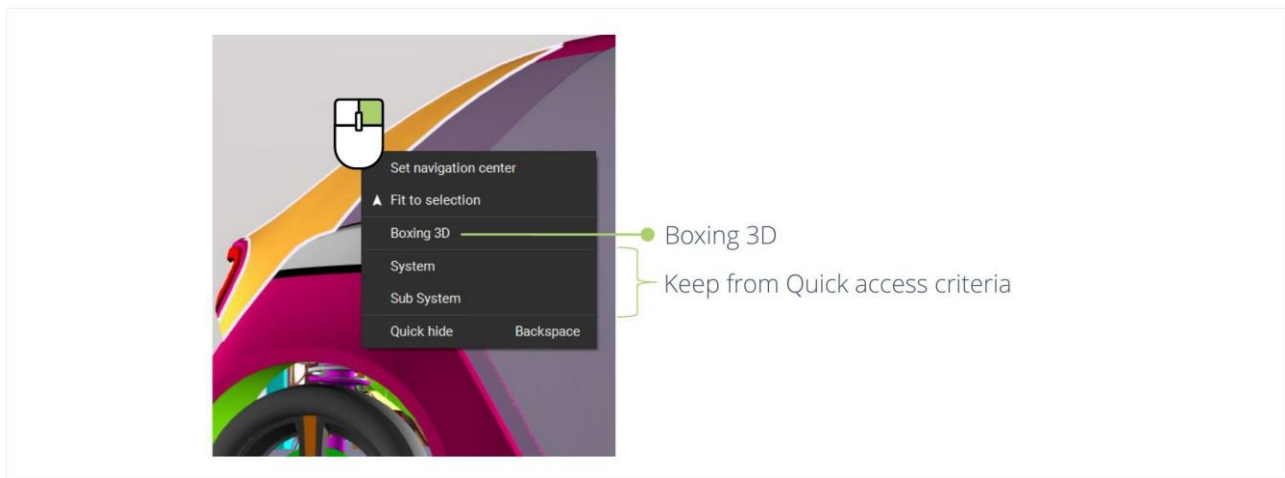 Set navigation center
Fit to selection
Boxing 3D
System
Sub System
Quick hide Backspace
Boxing 3D
Keep from Quick access criteria